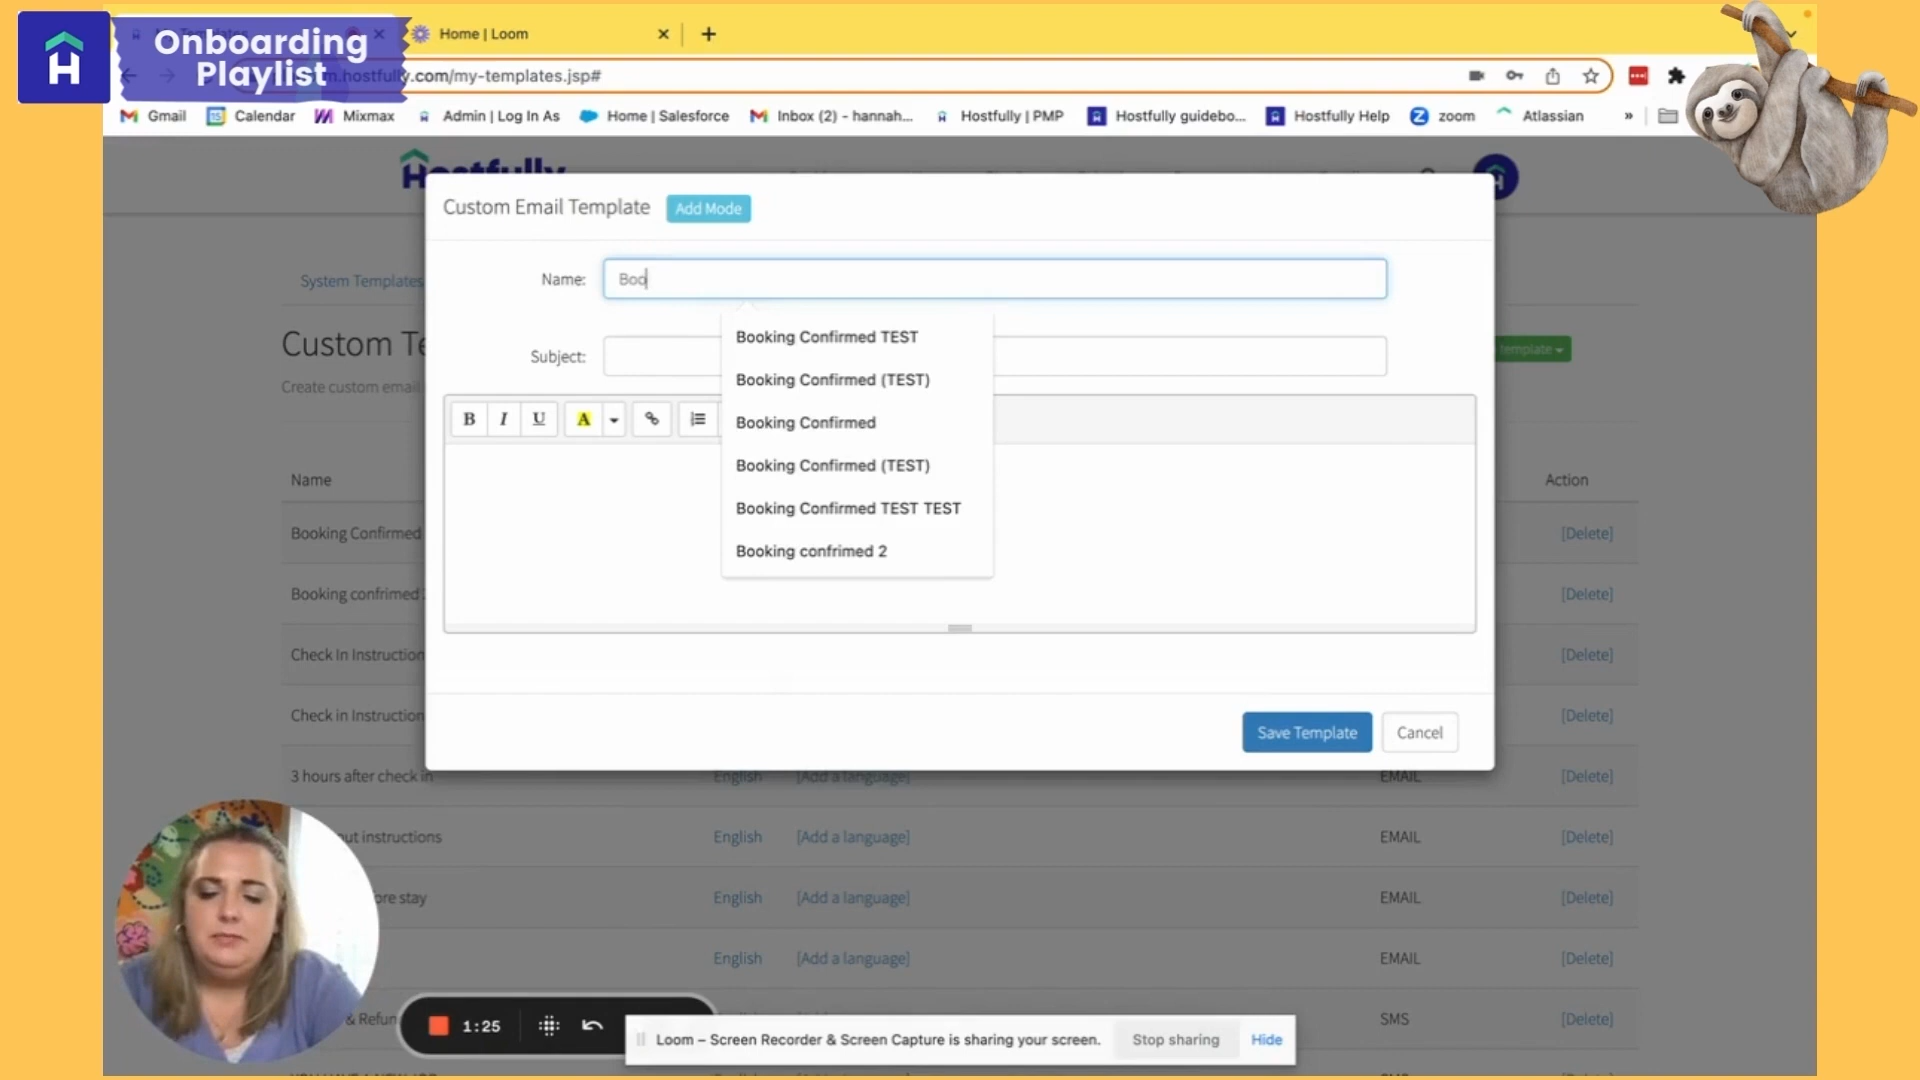 Onboarding
Playlist
Home | Loom
hostfully.com/my-templates.jsp#
Gmail
Calendar
Mixmax
Admin | Log In As
Home | Salesforce
Inbox (2) - hannah...
Hostfully | PMP
Hostfully guidebo...
Hostfully Help
zoom
Atlassian
»
Hostfully
Custom Email Template
Add Mode
Name:
Boo
System Templates
Booking Confirmed TEST
Custom Te
Subject:
template
Booking Confirmed (TEST)
Create custom email
B I U A
Booking Confirmed
Booking Confirmed (TEST)
Name
Action
Booking Confirmed TEST TEST
Booking Confirmed
[Delete]
Booking confrimed 2
Booking confrimed
[Delete]
Check In Instruction
[Delete]
Check in Instruction
[Delete]
Save Template
Cancel
3 hours after check in
English
[Add a language]
EMAIL
[Delete]
out instructions
English
[Add a language]
EMAIL
[Delete]
ore stay
English
[Add a language]
EMAIL
[Delete]
English
[Add a language]
EMAIL
[Delete]
& Refun
SMS
[Delete]
1:25
Loom – Screen Recorder & Screen Capture is sharing your screen.
Stop sharing
Hide